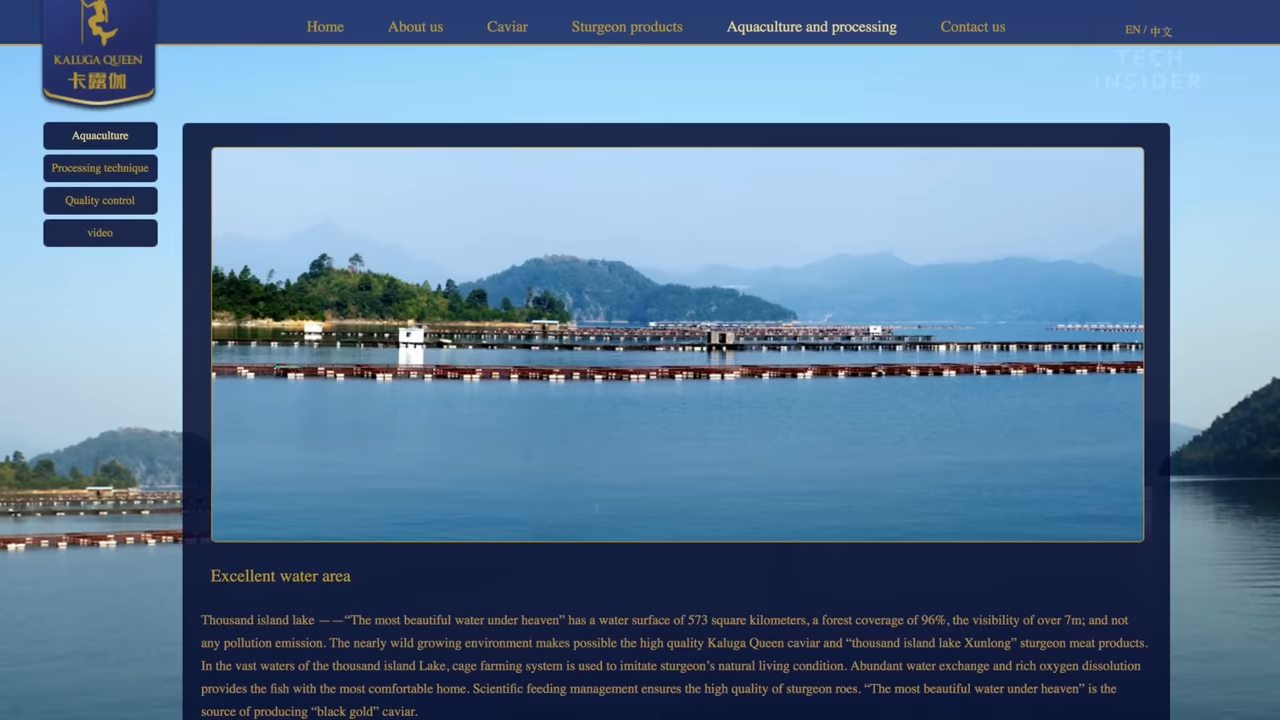 Home About us Caviar Sturgeon products Aquaculture and processing Contact us EN / 中文
TECH
INSIDER
KALUGA QUEEN
卡露伽
Aquaculture
Processing technique
Quality control
video
Excellent water area
Thousand island lake ——“The most beautiful water under heaven” has a water surface of 573 square kilometers, a forest coverage of 96%, the visibility of over 7m; and not
any pollution emission. The nearly wild growing environment makes possible the high quality Kaluga Queen caviar and “thousand island lake Xunlong” sturgeon meat products.
In the vast waters of the thousand island Lake, cage farming system is used to imitate sturgeon’s natural living condition. Abundant water exchange and rich oxygen dissolution
provides the fish with the most comfortable home. Scientific feeding management ensures the high quality of sturgeon roes. “The most beautiful water under heaven” is the
source of producing “black gold” caviar.